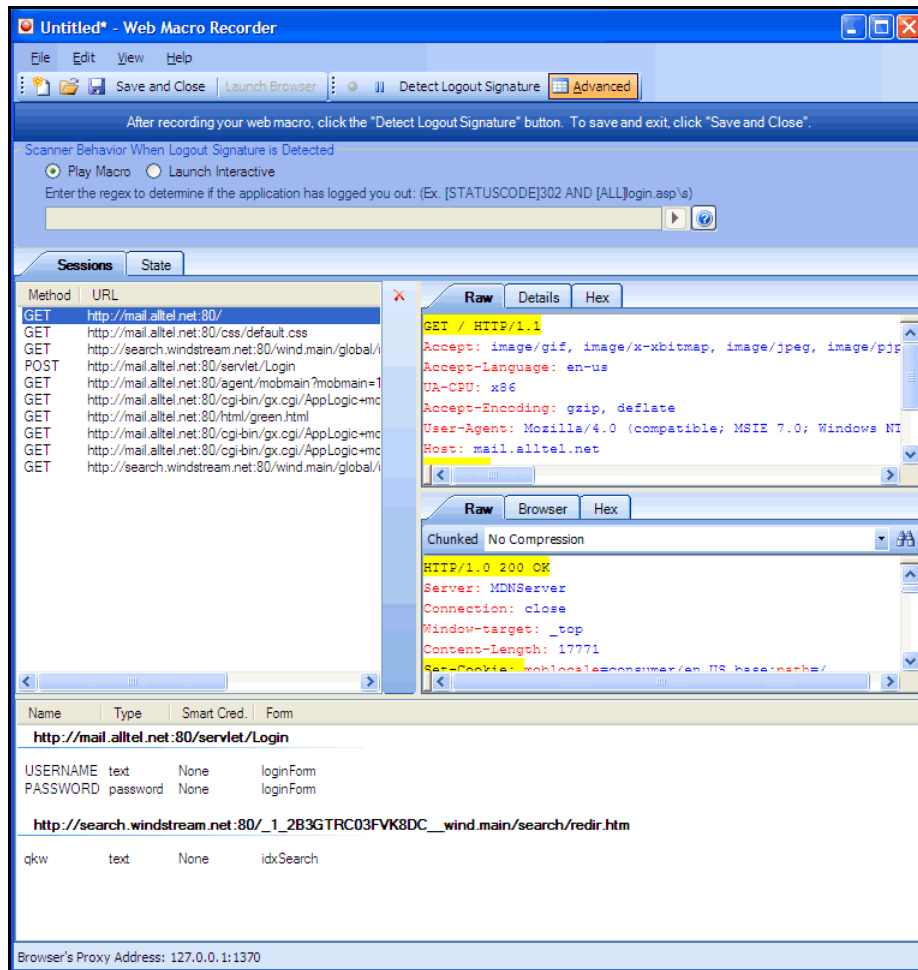 Untitled* - Web Macro Recorder
File Edit View Help
Save and Close Launch Browser Detect Logout Signature Advanced
After recording your web macro, click the "Detect Logout Signature" button. To save and exit, click "Save and Close".
Scanner Behavior When Logout Signature is Detected
Play Macro Launch Interactive
Enter the regex to determine if the application has logged you out: (Ex. [STATUSCODE]302 AND [ALL]login.asp\s)
Sessions State
Method URL
GET http://mail.alltel.net:80/
GET http://mail.alltel.net:80/css/default.css
GET http://search.windstream.net:80/wind.main/global/
POST http://mail.alltel.net:80/servlet/Login
GET http://mail.alltel.net:80/agent/mobmain?mobmain=1
GET http://mail.alltel.net:80/cgi-bin/gx.cgi/AppLogic+mc
GET http://mail.alltel.net:80/html/green.html
GET http://mail.alltel.net:80/cgi-bin/gx.cgi/AppLogic+mc
GET http://mail.alltel.net:80/cgi-bin/gx.cgi/AppLogic+mc
GET http://search.windstream.net:80/wind.main/global/
Raw Details Hex
GET / HTTP/1.1
Accept: image/gif, image/x-xbitmap, image/jpeg, image/pjp
Accept-Language: en-us
UA-CPU: x86
Accept-Encoding: gzip, deflate
User-Agent: Mozilla/4.0 (compatible; MSIE 7.0; Windows NT
Host: mail.alltel.net
Raw Browser Hex
Chunked No Compression
HTTP/1.0 200 OK
Server: MDNServer
Connection: close
Window-target: _top
Content-Length: 17771
Set-Cookie: moblocale=consumer/en_US_base;path=/
Name Type Smart Cred. Form
http://mail.alltel.net:80/servlet/Login
USERNAME text None loginForm
PASSWORD password None loginForm
http://search.windstream.net:80/_1_2B3GTRC03FVK8DC__wind.main/search/redir.htm
qkw text None idxSearch
Browser's Proxy Address: 127.0.0.1:1370